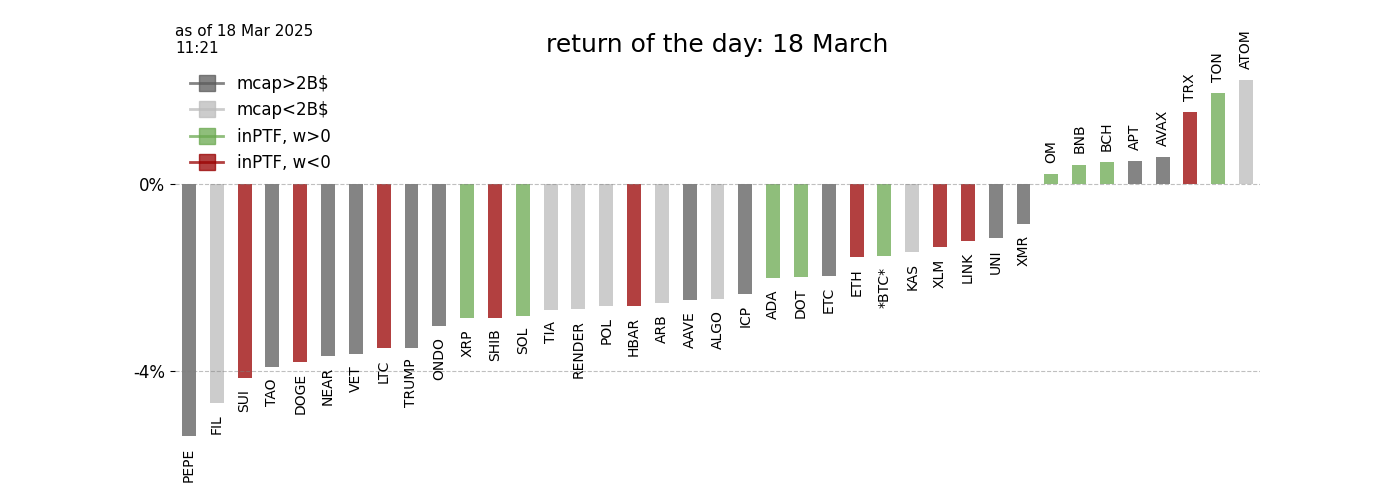 as of 18 Mar 2025
11:21
return of the day: 18 March
mcap>2B$
mcap<2B$
inPTF, w>0
inPTF, w<0
0%
-4%
PEPE
FIL
SUI
TAO
DOGE
NEAR
VET
LTC
TRUMP
ONDO
XRP
SHIB
SOL
TIA
RENDER
POL
HBAR
ARB
AAVE
ALGO
ICP
ADA
DOT
ETC
ETH
*BTC*
KAS
XLM
LINK
UNI
XMR
OM
BNB
BCH
APT
AVAX
TRX
TON
ATOM